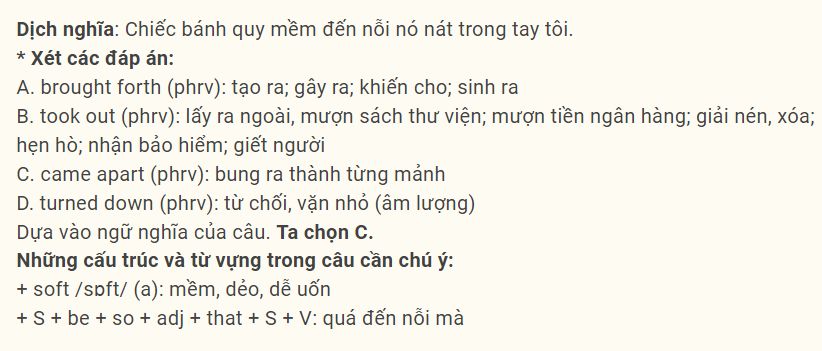 Dịch nghĩa: Chiếc bánh quy mềm đến nỗi nó nát trong tay tôi.
* Xét các đáp án:
A. brought forth (phrv): tạo ra; gây ra; khiến cho; sinh ra
B. took out (phrv): lấy ra ngoài, mượn sách thư viện; mượn tiền ngân hàng; giải nén, xóa;
hẹn hò; nhận bảo hiểm; giết người
C. came apart (phrv): bung ra thành từng mảnh
D. turned down (phrv): từ chối, vặn nhỏ (âm lượng)
Dựa vào ngữ nghĩa của câu. Ta chọn C.
Những cấu trúc và từ vựng trong câu cần chú ý:
+ soft /sɒft/ (a): mềm, dẻo, dễ uốn
+ S + be + so + adj + that + S + V: quá đến nỗi mà